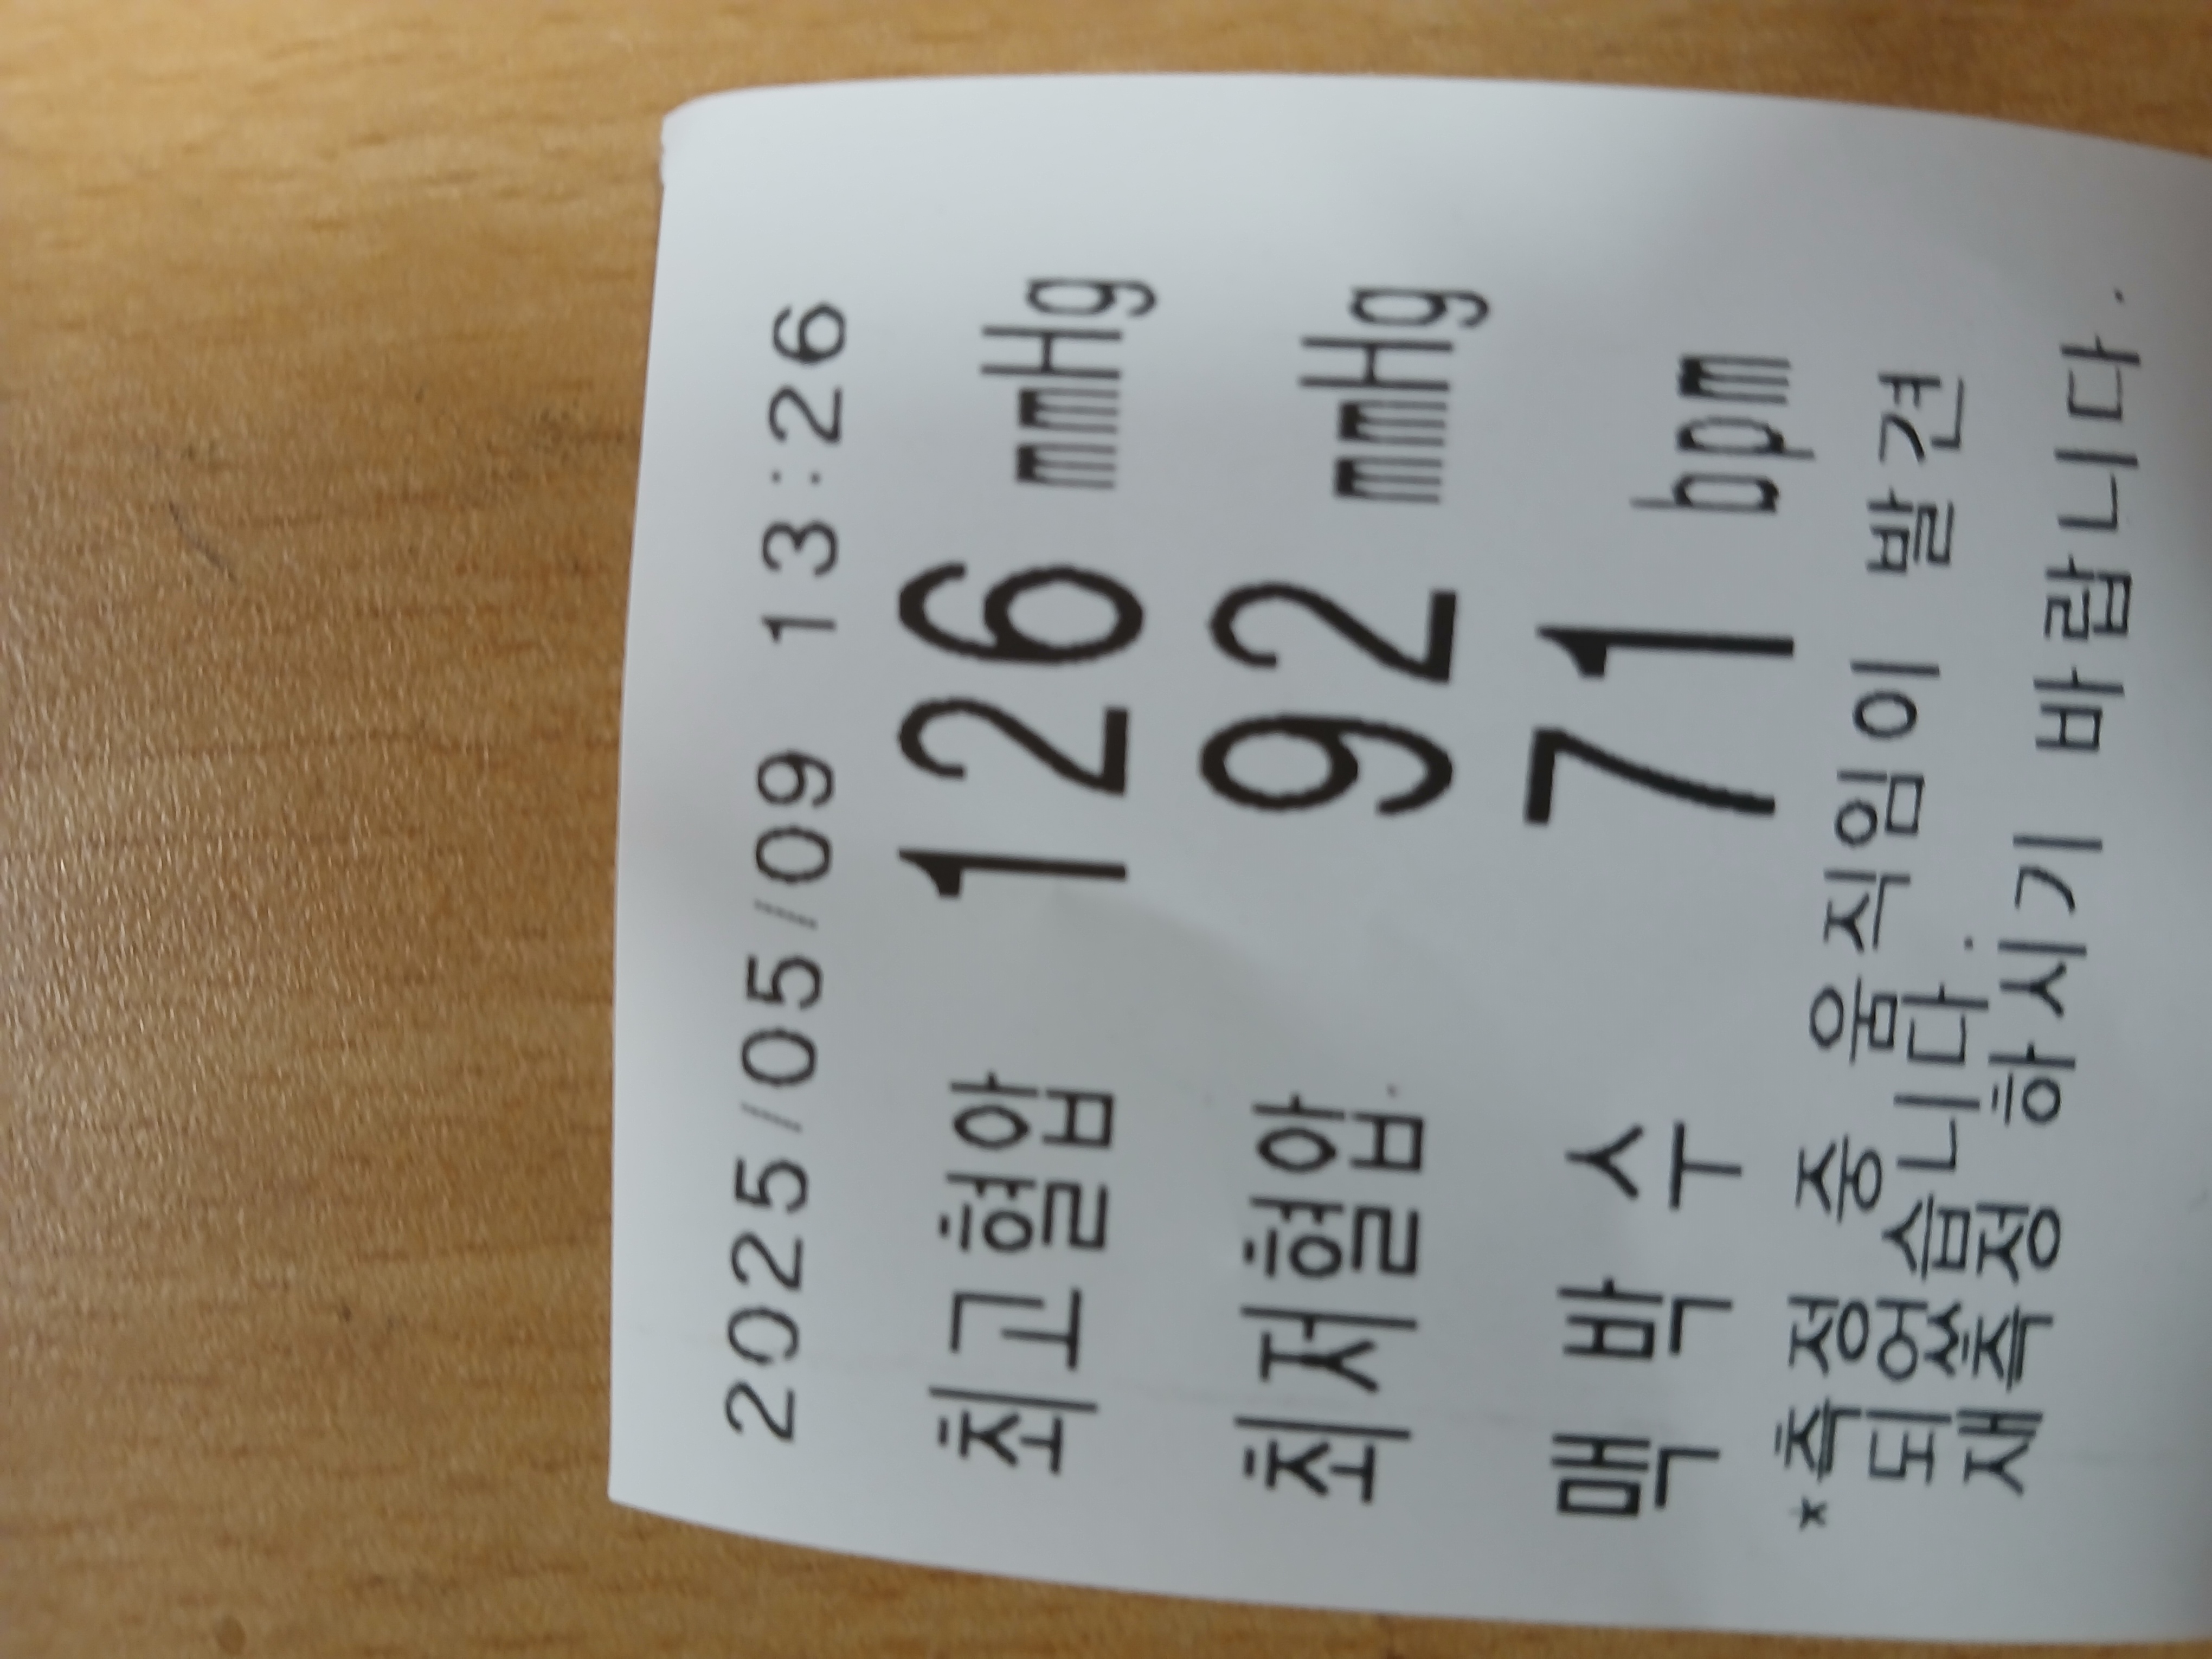 2025/05/09 13:26
최고혈압 126 mmHg
최저혈압 92 mmHg
맥 박 수 71 bpm
*측정 중 움직임이 발견
되었습니다.
재측정 하시기 바랍니다.